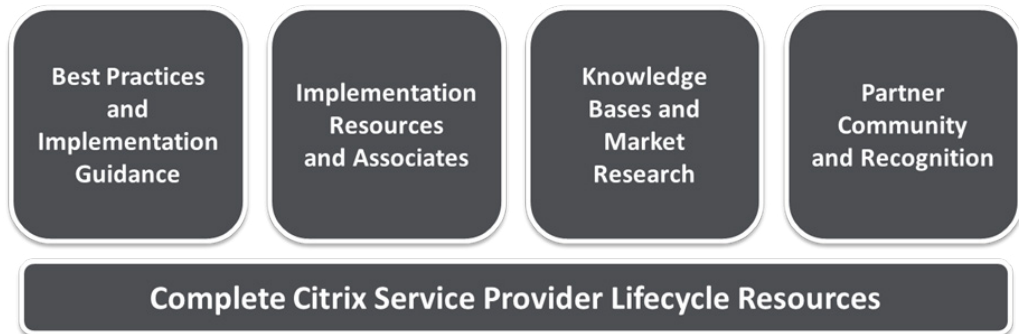 Best Practices
and
Implementation
Guidance
Implementation
Resources
and Associates
Knowledge
Bases and
Market
Research
Partner
Community
and Recognition
Complete Citrix Service Provider Lifecycle Resources